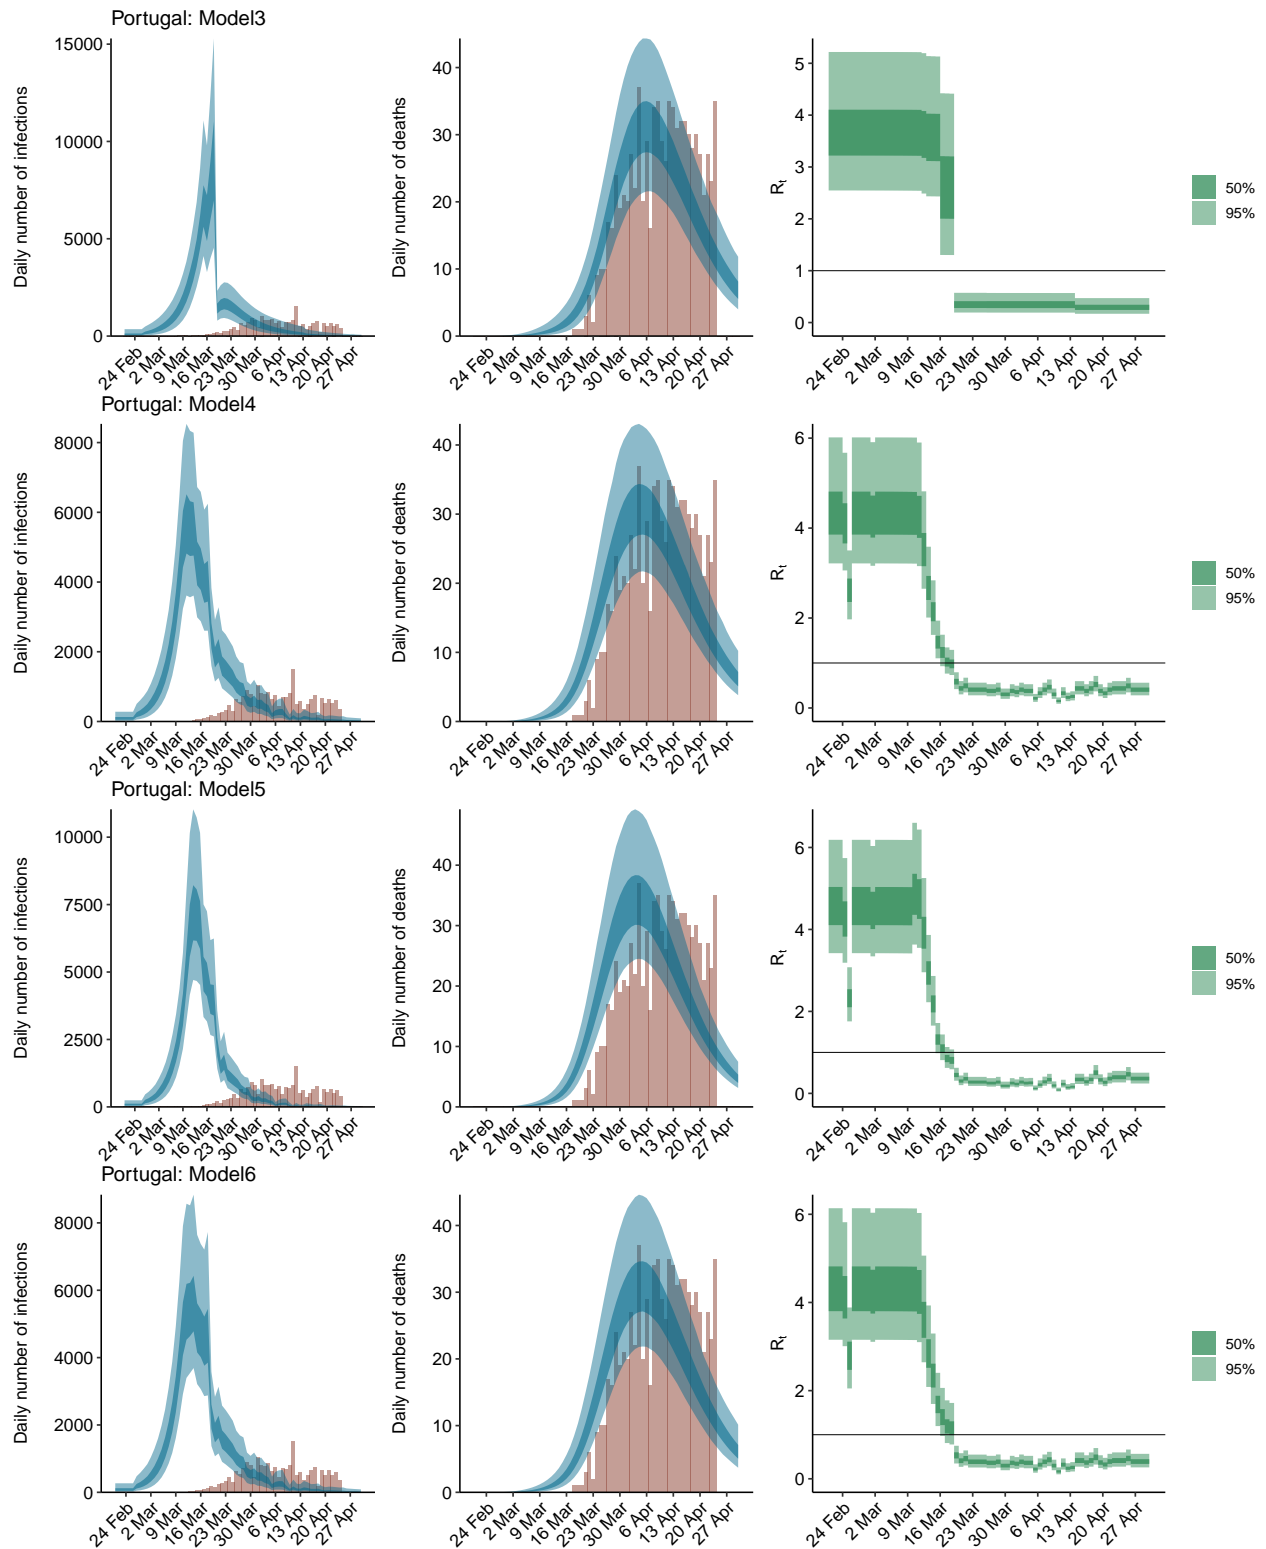 Portugal: Model3
Daily number of infections
15000
10000
5000
0
24 Feb
2 Mar
9 Mar
16 Mar
23 Mar
30 Mar
6 Apr
13 Apr
20 Apr
27 Apr
Daily number of deaths
40
30
20
10
0
24 Feb
2 Mar
9 Mar
16 Mar
23 Mar
30 Mar
6 Apr
13 Apr
20 Apr
27 Apr
Rt
5
4
3
2
1
0
24 Feb
2 Mar
9 Mar
16 Mar
23 Mar
30 Mar
6 Apr
13 Apr
20 Apr
27 Apr
50%
95%
Portugal: Model4
Daily number of infections
8000
6000
4000
2000
0
24 Feb
2 Mar
9 Mar
16 Mar
23 Mar
30 Mar
6 Apr
13 Apr
20 Apr
27 Apr
Daily number of deaths
40
30
20
10
0
24 Feb
2 Mar
9 Mar
16 Mar
23 Mar
30 Mar
6 Apr
13 Apr
20 Apr
27 Apr
Rt
6
4
2
0
24 Feb
2 Mar
9 Mar
16 Mar
23 Mar
30 Mar
6 Apr
13 Apr
20 Apr
27 Apr
50%
95%
Portugal: Model5
Daily number of infections
10000
7500
5000
2500
0
24 Feb
2 Mar
9 Mar
16 Mar
23 Mar
30 Mar
6 Apr
13 Apr
20 Apr
27 Apr
Daily number of deaths
40
30
20
10
0
24 Feb
2 Mar
9 Mar
16 Mar
23 Mar
30 Mar
6 Apr
13 Apr
20 Apr
27 Apr
Rt
6
4
2
0
24 Feb
2 Mar
9 Mar
16 Mar
23 Mar
30 Mar
6 Apr
13 Apr
20 Apr
27 Apr
50%
95%
Portugal: Model6
Daily number of infections
8000
6000
4000
2000
0
24 Feb
2 Mar
9 Mar
16 Mar
23 Mar
30 Mar
6 Apr
13 Apr
20 Apr
27 Apr
Daily number of deaths
40
30
20
10
0
24 Feb
2 Mar
9 Mar
16 Mar
23 Mar
30 Mar
6 Apr
13 Apr
20 Apr
27 Apr
Rt
6
4
2
0
24 Feb
2 Mar
9 Mar
16 Mar
23 Mar
30 Mar
6 Apr
13 Apr
20 Apr
27 Apr
50%
95%